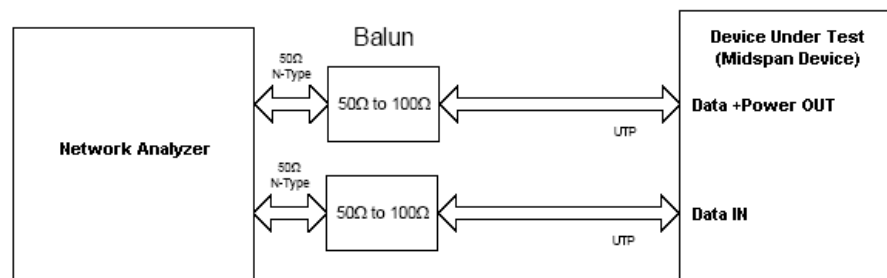 Balun
Device Under Test
(Midspan Device)
50Ω
N-Type
50Ω to 100Ω
Data +Power OUT
UTP
Network Analyzer
50Ω
N-Type
50Ω to 100Ω
Data IN
UTP